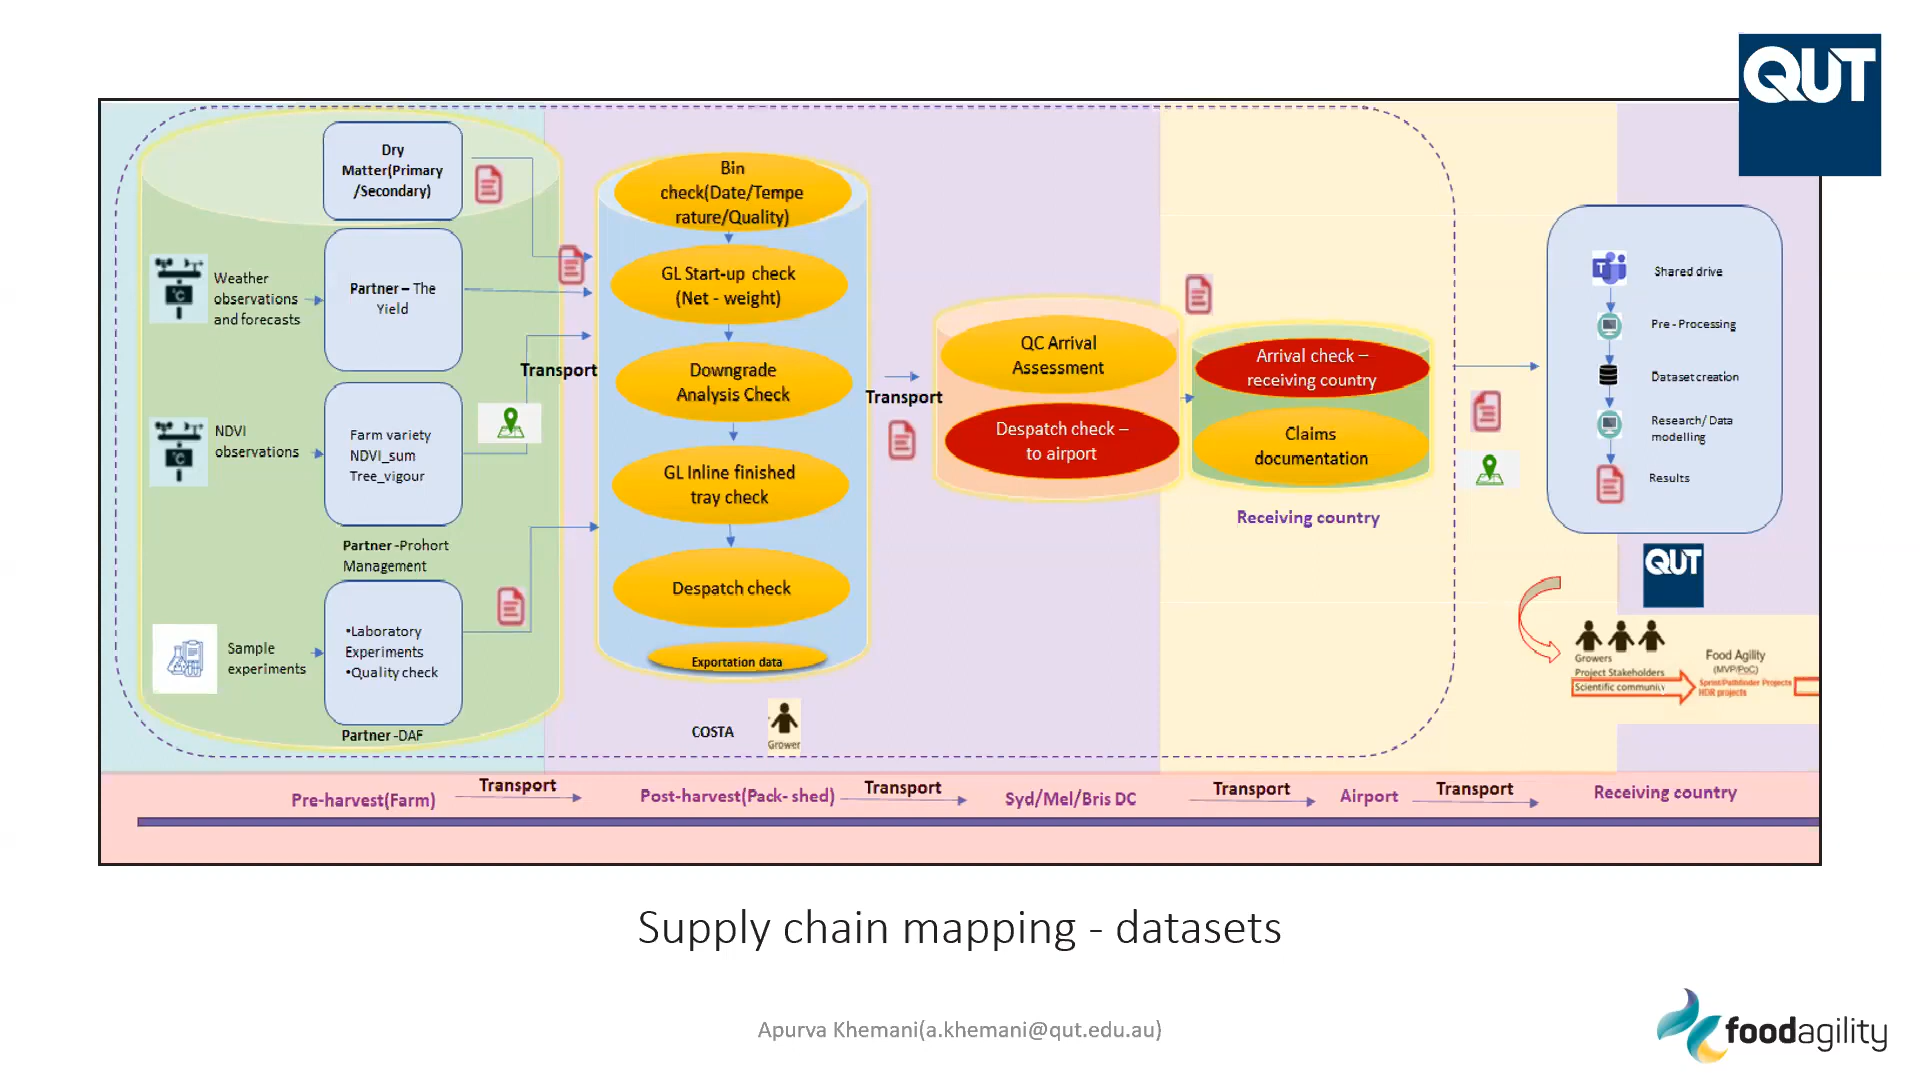 QUT
Dry
Matter(Primary
/Secondary)
Weather
observations
and forecasts
Partner – The
Yield
NDVI
observations
Farm variety
NDVI_sum
Tree_vigour
Partner -Prohort
Management
Sample
experiments
•Laboratory
Experiments
•Quality check
Partner -DAF
Transport
Bin
check(Date/Tempe
rature/Quality)
GL Start-up check
(Net - weight)
Downgrade
Analysis Check
GL Inline finished
tray check
Despatch check
Exportation data
COSTA
Grower
Transport
QC Arrival
Assessment
Despatch check –
to airport
Arrival check –
receiving country
Claims
documentation
Receiving country
Shared drive
Pre - Processing
Dataset creation
Research/ Data
modelling
Results
QUT
Growers
Project Stakeholders
Scientific community
Food Agility
(MVP/PoC)
Sprint/Pathfinder Projects
HDR projects
Pre-harvest(Farm)
Transport
Post-harvest(Pack- shed)
Transport
Syd/Mel/Bris DC
Transport
Airport
Transport
Receiving country
Supply chain mapping - datasets
Apurva Khemani(a.khemani@qut.edu.au)
foodagility